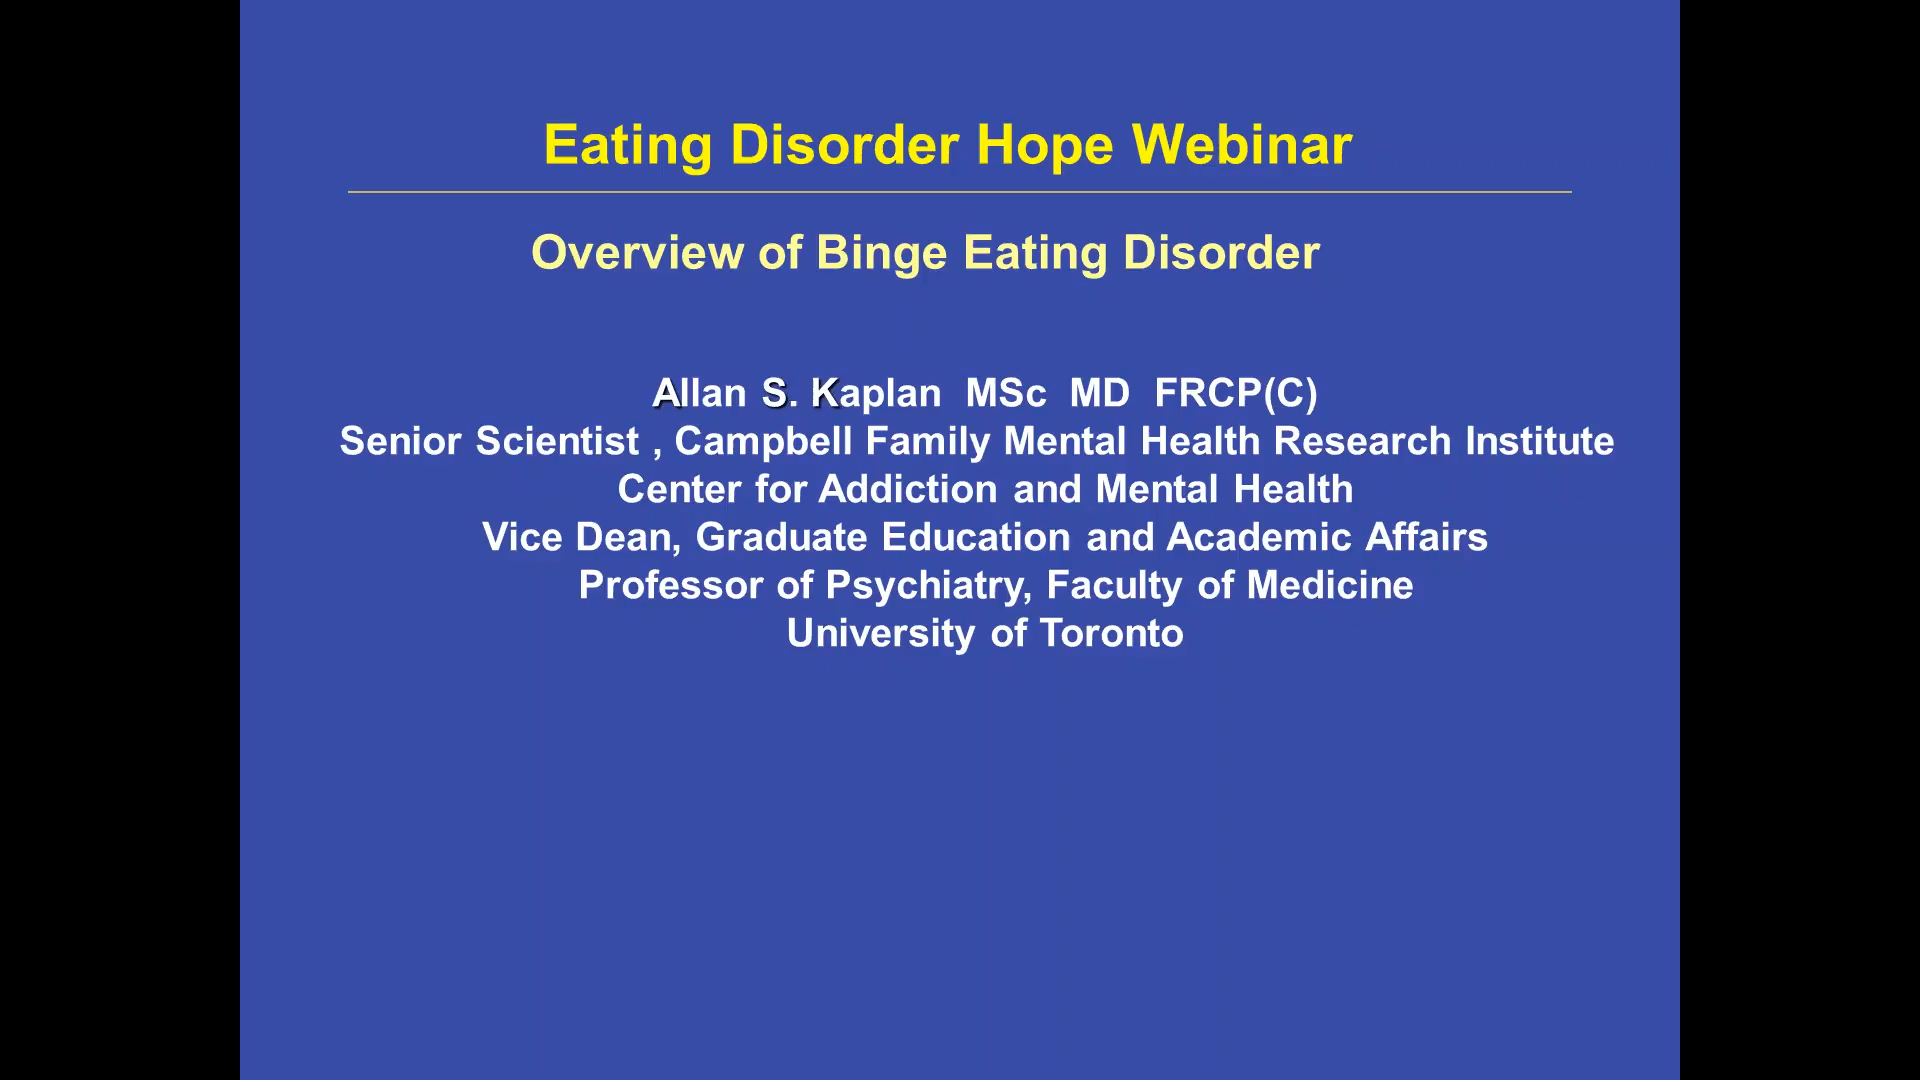 Eating Disorder Hope Webinar
Overview of Binge Eating Disorder
Allan S. Kaplan MSc MD FRCP(C)
Senior Scientist , Campbell Family Mental Health Research Institute
Center for Addiction and Mental Health
Vice Dean, Graduate Education and Academic Affairs
Professor of Psychiatry, Faculty of Medicine
University of Toronto